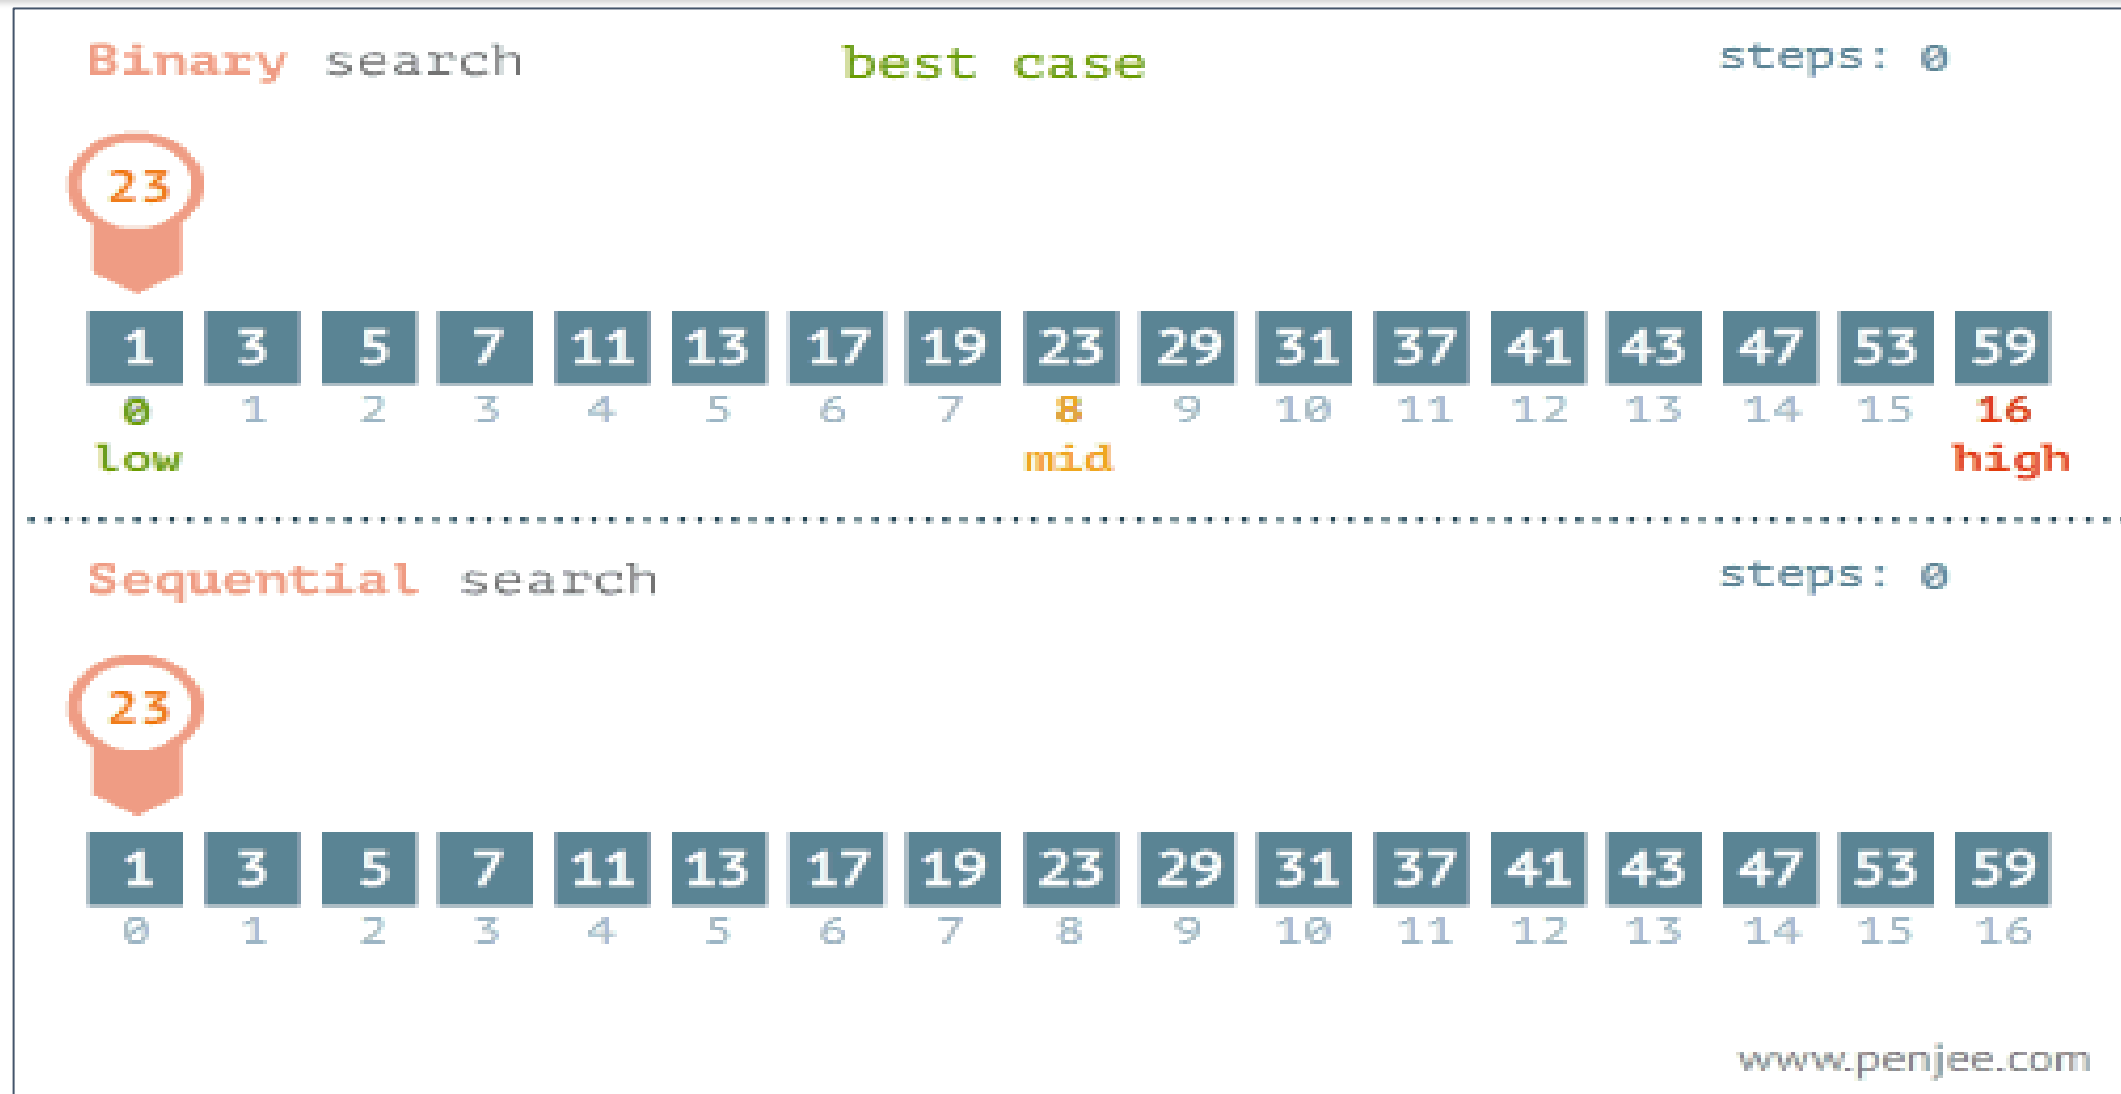 Binary search best case steps: 0
23
1 3 5 7 11 13 17 19 23 29 31 37 41 43 47 53 59
0 1 2 3 4 5 6 7 8 9 10 11 12 13 14 15 16
low mid high
Sequential search steps: 0
23
1 3 5 7 11 13 17 19 23 29 31 37 41 43 47 53 59
0 1 2 3 4 5 6 7 8 9 10 11 12 13 14 15 16
www.penjee.com